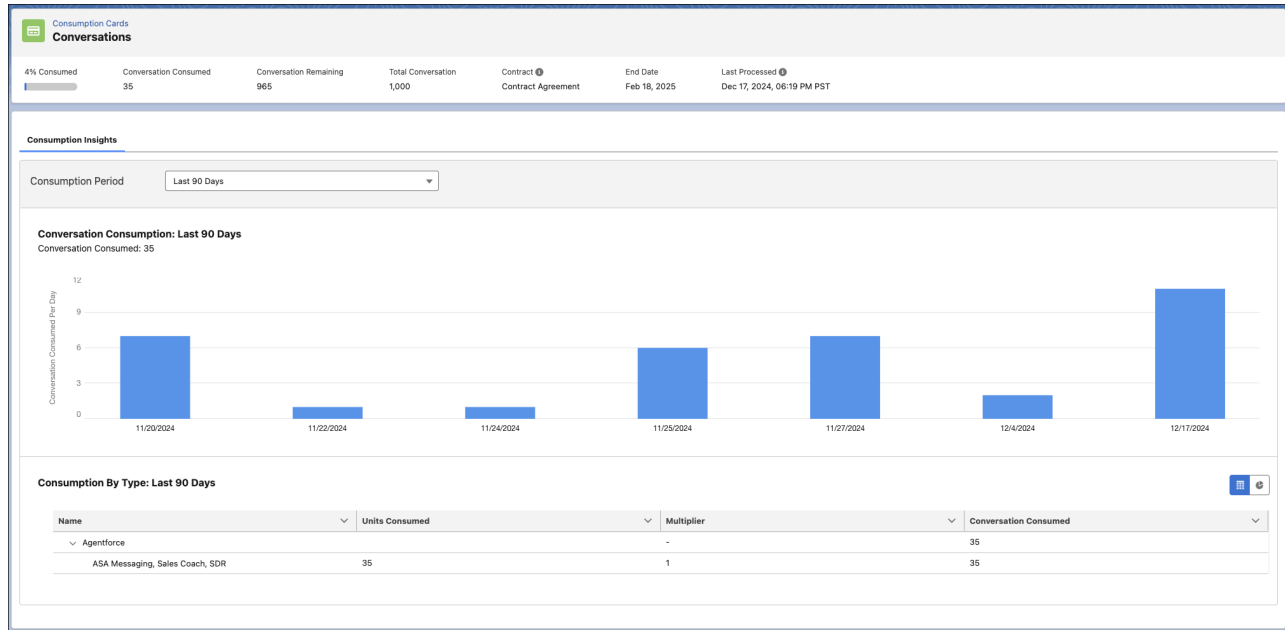 Consumption Cards
Conversations
4% Consumed
Conversation Consumed
Conversation Remaining
Total Conversation
Contract
End Date
Last Processed
35
965
1,000
Contract Agreement
Feb 18, 2025
Dec 17, 2024, 06:19 PM PST
Consumption Insights
Consumption Period
Last 90 Days
Conversation Consumption: Last 90 Days
Conversation Consumed: 35
Conversation Consumed Per Day
12
9
6
3
0
11/20/2024
11/22/2024
11/24/2024
11/25/2024
11/27/2024
12/4/2024
12/17/2024
Consumption By Type: Last 90 Days
Name
Units Consumed
Multiplier
Conversation Consumed
Agentforce
-
35
ASA Messaging, Sales Coach, SDR
35
1
35